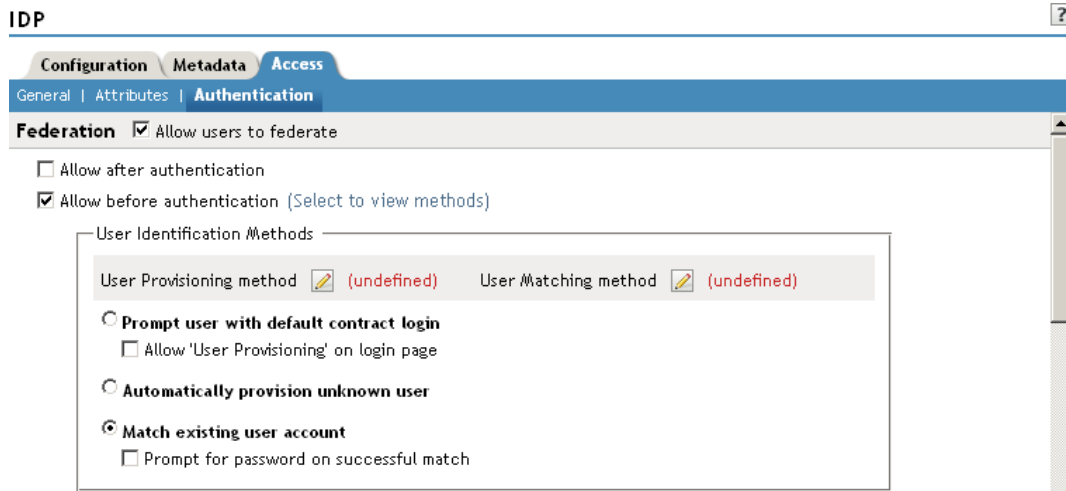 IDP ?
Configuration Metadata Access
General | Attributes | Authentication
Federation Allow users to federate
Allow after authentication
Allow before authentication (Select to view methods)
User Identification Methods
User Provisioning method (undefined) User Matching method (undefined)
Prompt user with default contract login
Allow 'User Provisioning' on login page
Automatically provision unknown user
Match existing user account
Prompt for password on successful match